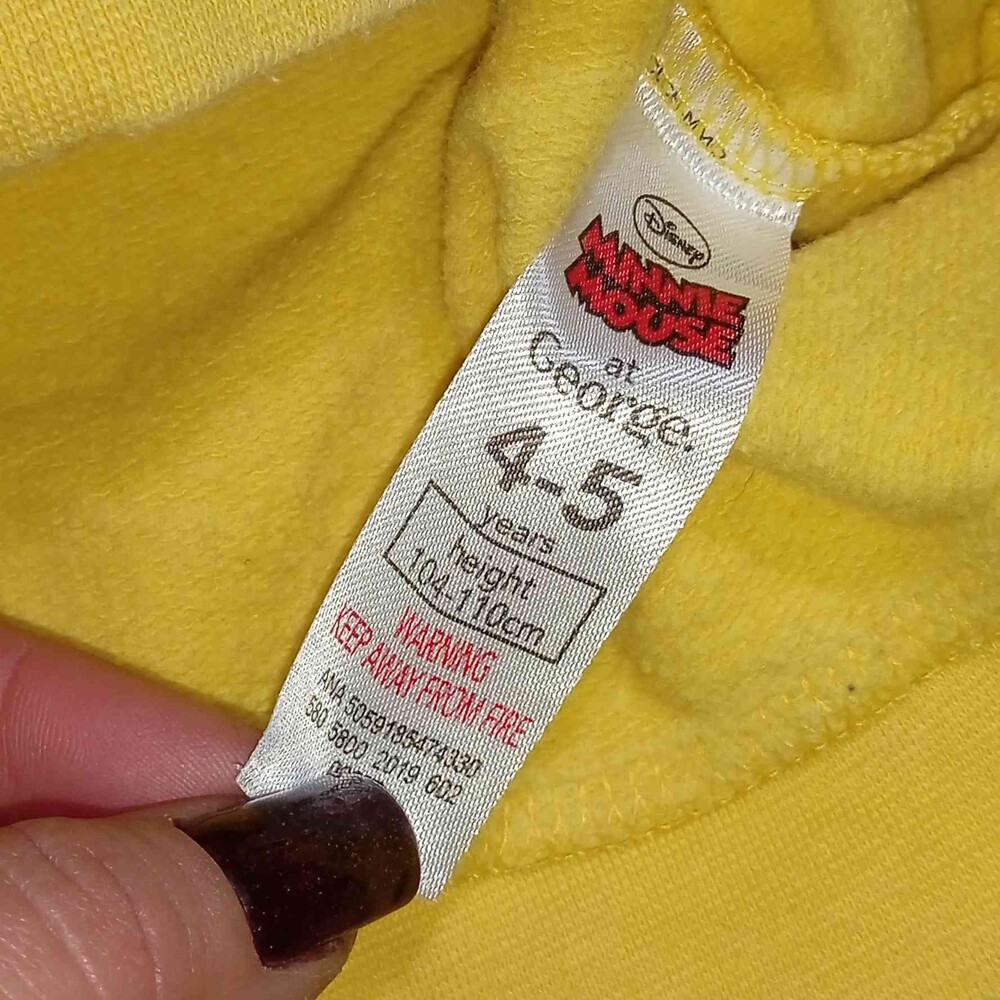 Disney
MINNIE
MOUSE
at
George.
4-5
years
height
104-110cm
WARNING
KEEP AWAY FROM FIRE
ANA 5059185474330
580 5800 2019 6D2